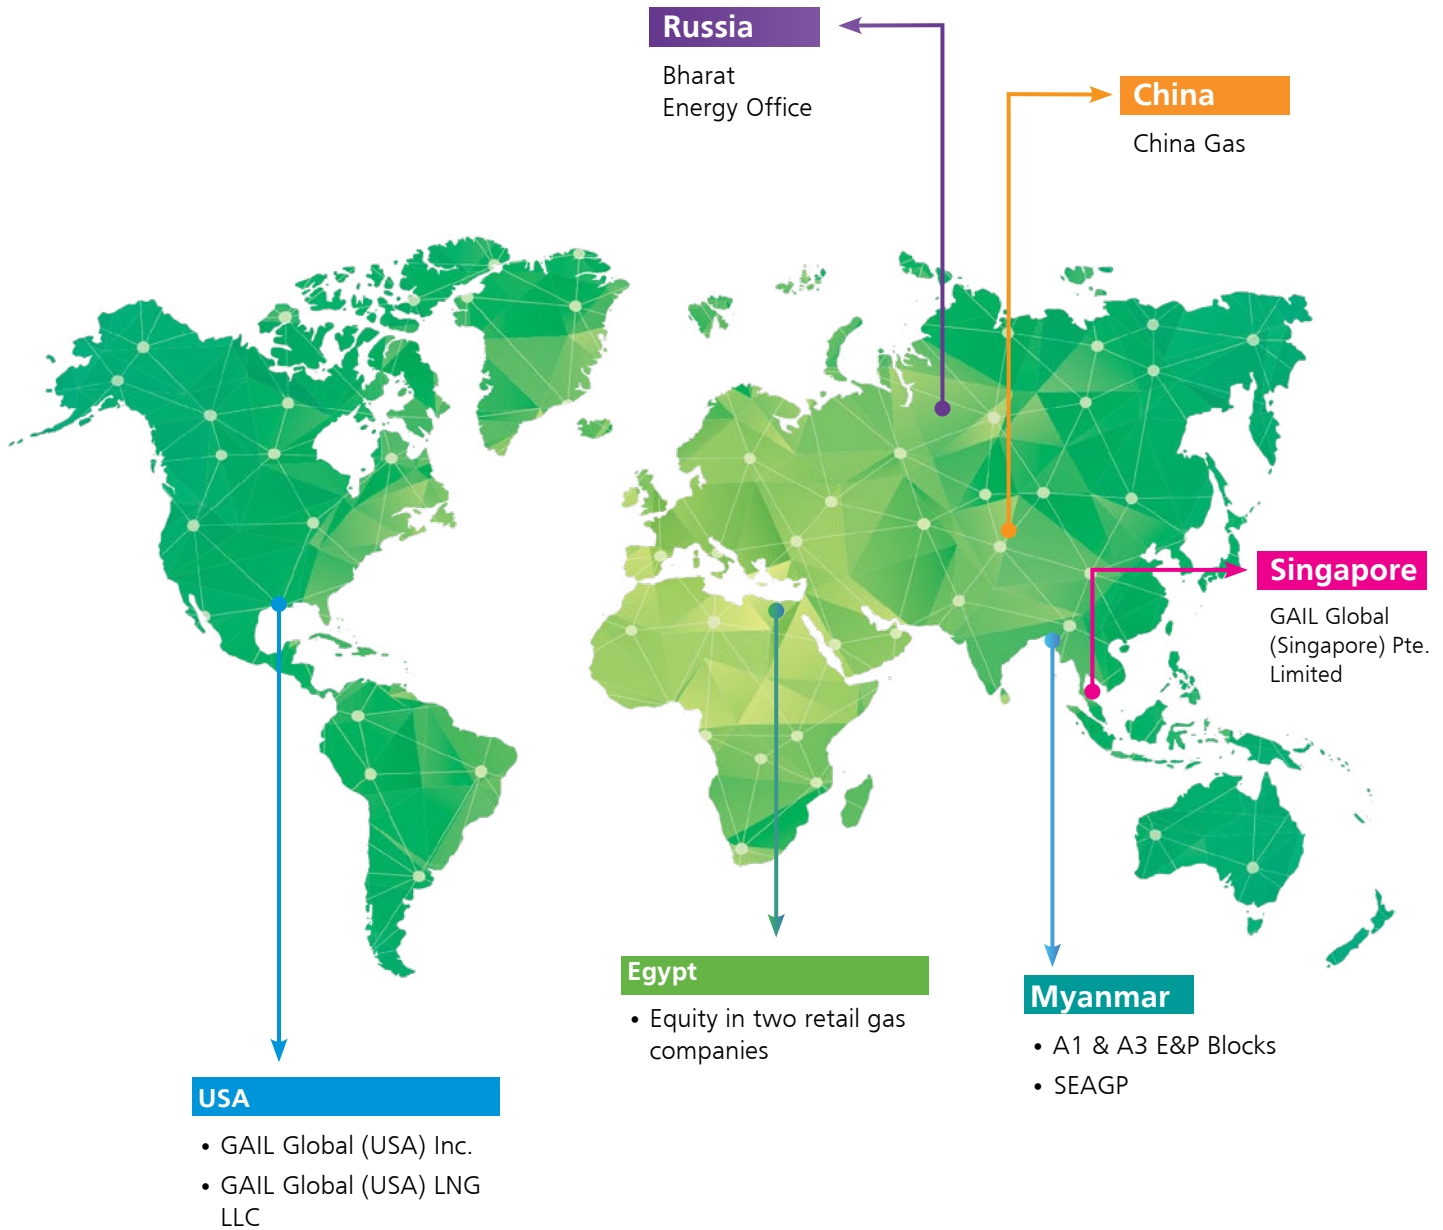 Russia
Bharat
Energy Office
China
China Gas
Singapore
GAIL Global
(Singapore) Pte.
Limited
Egypt
• Equity in two retail gas
companies
Myanmar
• A1 & A3 E&P Blocks
• SEAGP
USA
• GAIL Global (USA) Inc.
• GAIL Global (USA) LNG
LLC